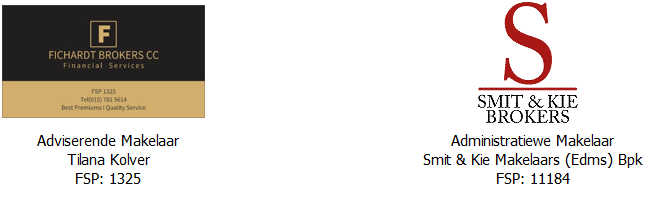 F
FICHARDT BROKERS CC
Financial Services
FSP 1325
Tel(015) 781 5614
Best Premiums I Quality Service
Adviserende Makelaar
Tilana Kolver
FSP: 1325
S
SMIT & KIE
BROKERS
Administratiewe Makelaar
Smit & Kie Makelaars (Edms) Bpk
FSP: 11184